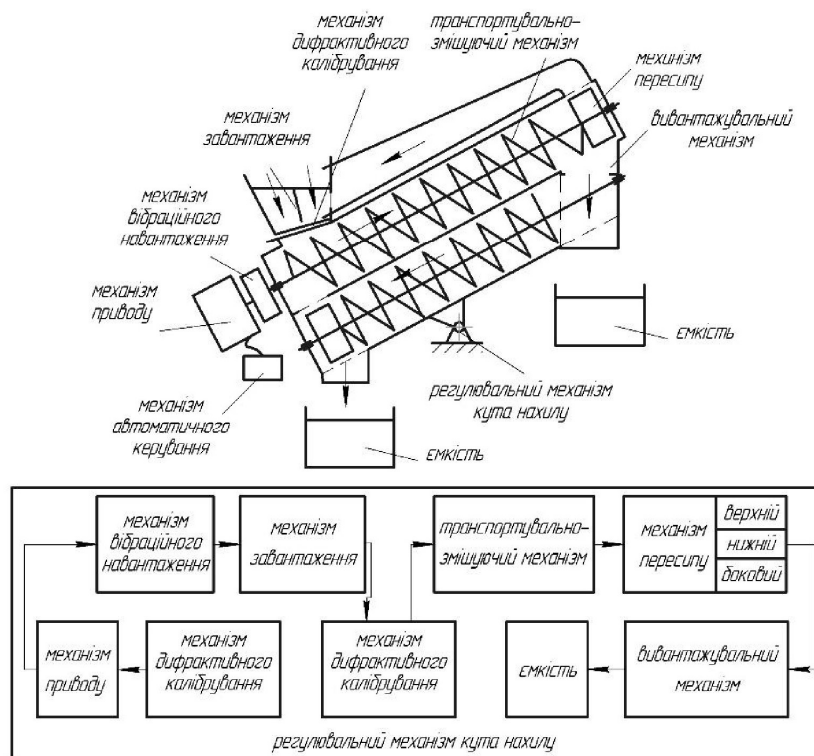 механізм
дифрактивного
калібрування
транспортувально-
змішуючий механізм
механізм
пересипу
механізм
завантаження
вивантажувальний
механізм
механізм
вібраційного
навантаження
механізм
приводу
ємкість
механізм
автоматичного
керування
регулювальний механізм
кута нахилу
ємкість
механізм
вібраційного
навантаження
механізм
завантаження
транспортувально-
змішуючий механізм
механізм
пересипу
верхній
нижній
боковий
механізм
приводу
механізм
дифрактивного
калібрування
механізм
дифрактивного
калібрування
ємкість
вивантажувальний
механізм
регулювальний механізм кута нахилу